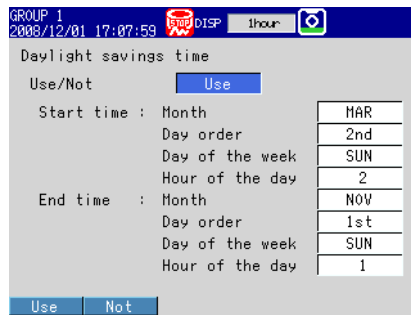 GROUP 1
2008/12/01 17:07:59 STOP DISP 1hour
Daylight savings time
Use/Not Use
Start time : Month MAR
Day order 2nd
Day of the week SUN
Hour of the day 2
End time : Month NOV
Day order 1st
Day of the week SUN
Hour of the day 1
Use Not